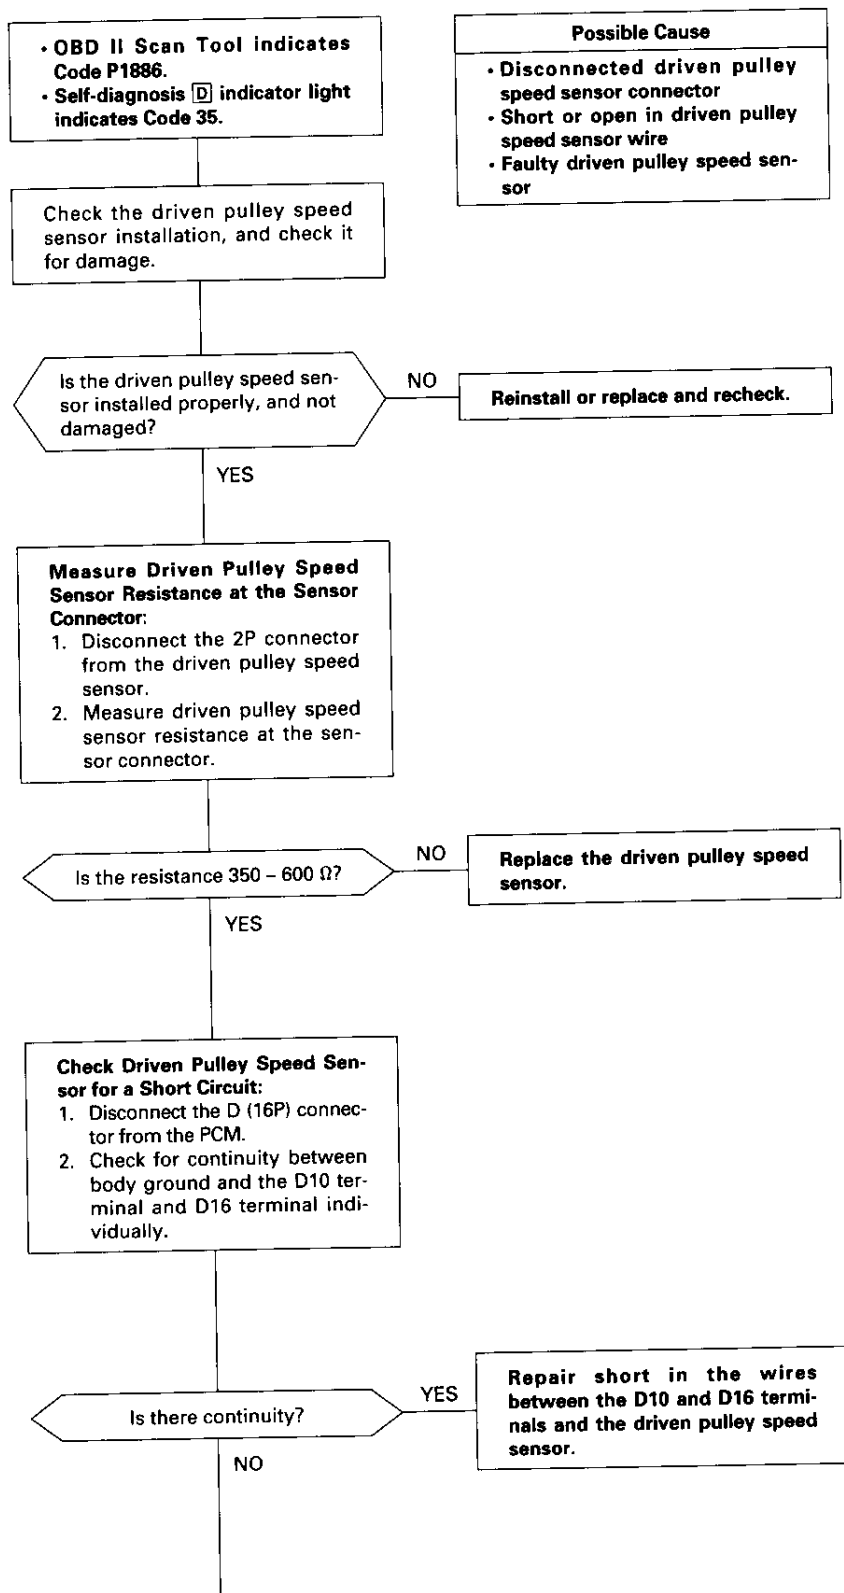 • OBD II Scan Tool indicates
Code P1886.
• Self-diagnosis D indicator light
indicates Code 35.
Possible Cause
• Disconnected driven pulley
speed sensor connector
• Short or open in driven pulley
speed sensor wire
• Faulty driven pulley speed sen-
sor
Check the driven pulley speed
sensor installation, and check it
for damage.
Is the driven pulley speed sen-
sor installed properly, and not
damaged?
NO
Reinstall or replace and recheck.
YES
Measure Driven Pulley Speed
Sensor Resistance at the Sensor
Connector:
1. Disconnect the 2P connector
from the driven pulley speed
sensor.
2. Measure driven pulley speed
sensor resistance at the sen-
sor connector.
Is the resistance 350 – 600 Ω?
NO
Replace the driven pulley speed
sensor.
YES
Check Driven Pulley Speed Sen-
sor for a Short Circuit:
1. Disconnect the D (16P) connec-
tor from the PCM.
2. Check for continuity between
body ground and the D10 ter-
minal and D16 terminal indi-
vidually.
Is there continuity?
YES
Repair short in the wires
between the D10 and D16 termi-
nals and the driven pulley speed
sensor.
NO